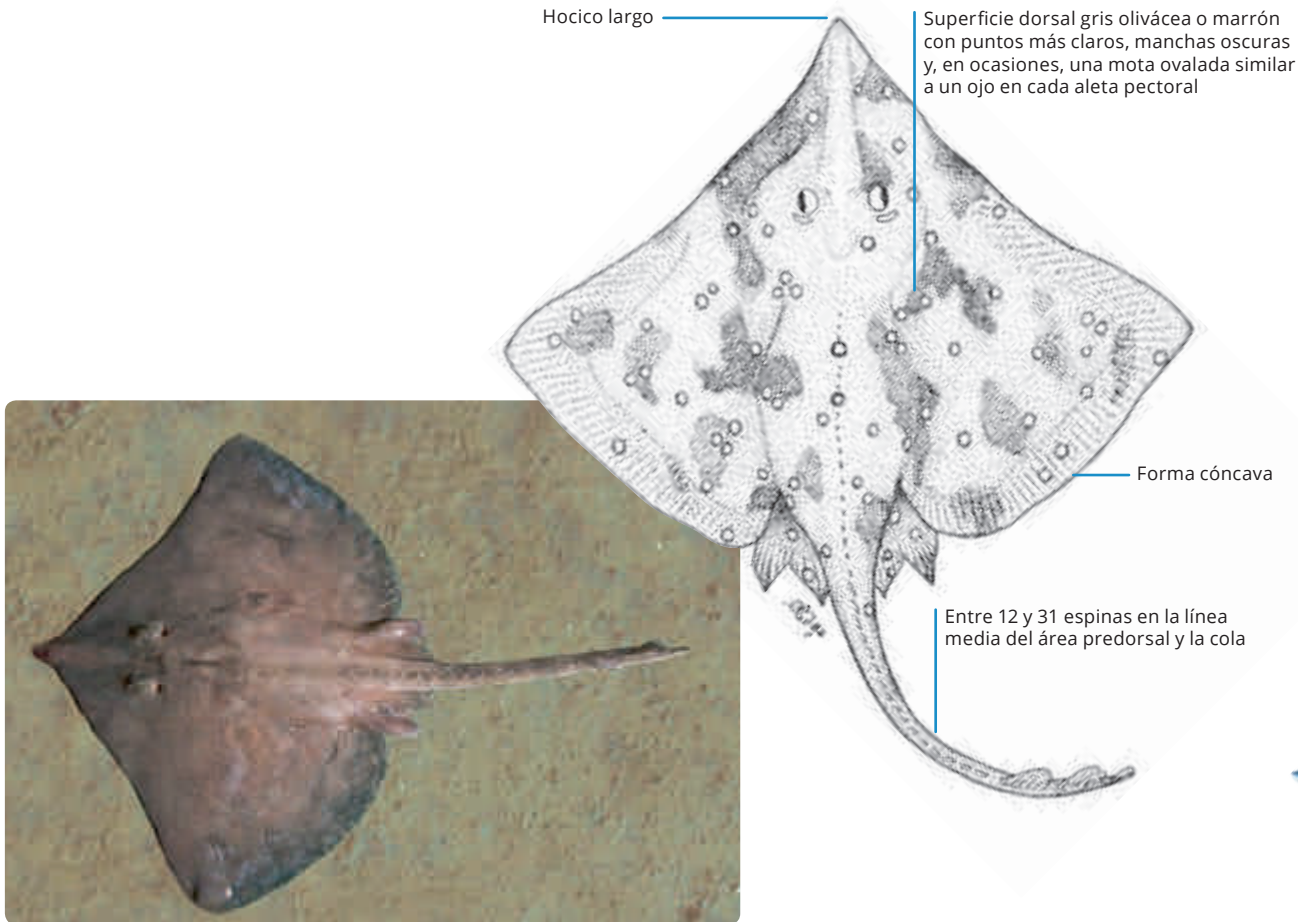 Hocico largo
Superficie dorsal gris olivácea o marrón
con puntos más claros, manchas oscuras
y, en ocasiones, una mota ovalada similar
a un ojo en cada aleta pectoral
Forma cóncava
Entre 12 y 31 espinas en la línea
media del área predorsal y la cola